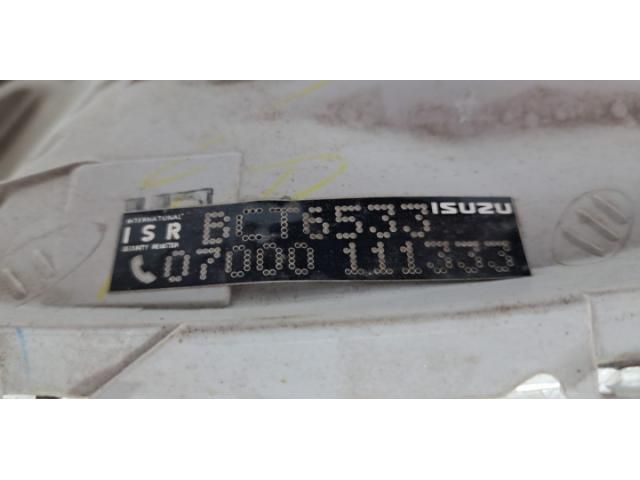 INTERNATIONAL
ISR
SECURITY REGISTER
BCT6533
ISUZU
07000 111333